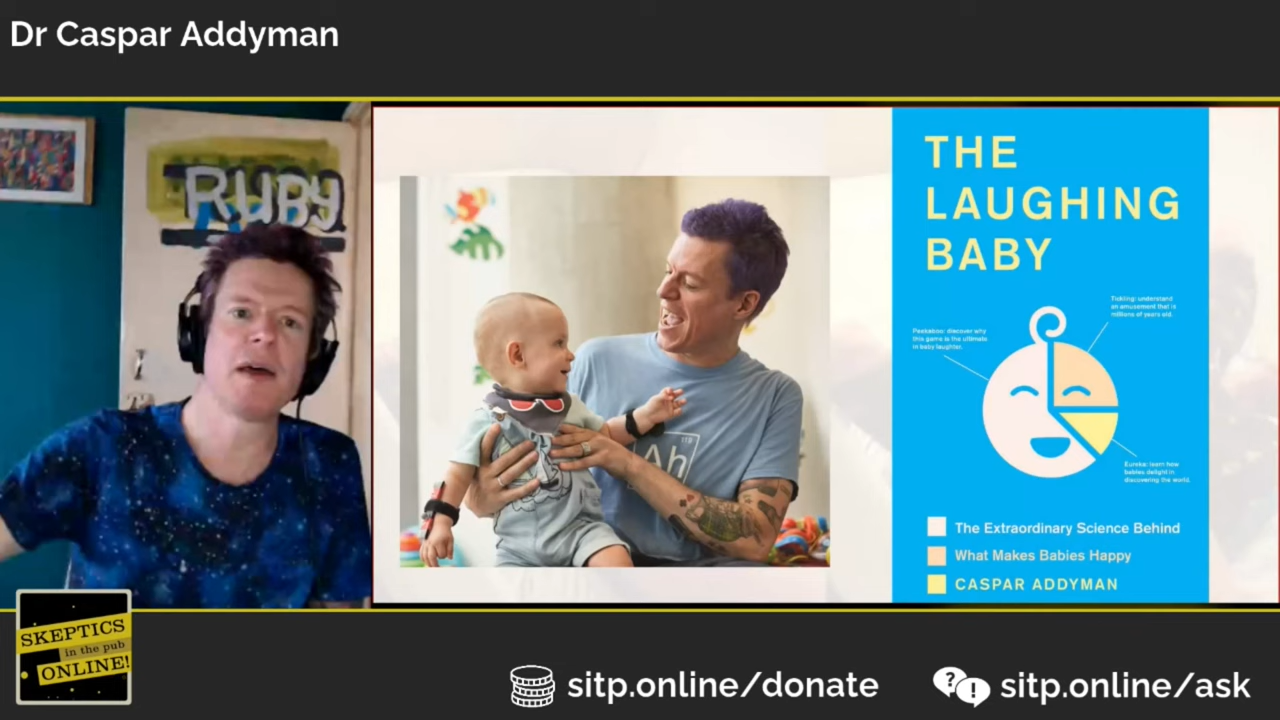 Dr Caspar Addyman
RUBY
THE
LAUGHING
BABY
Tickling: understand
an amusement that is
millions of years old.
Peekaboo: discover why
this game is the ultimate
in baby laughter.
Eureka: learn how
babies delight in
discovering the world.
The Extraordinary Science Behind
What Makes Babies Happy
CASPAR ADDYMAN
Ah
SKEPTICS
in the pub
ONLINE!
sitp.online/donate
? !
sitp.online/ask